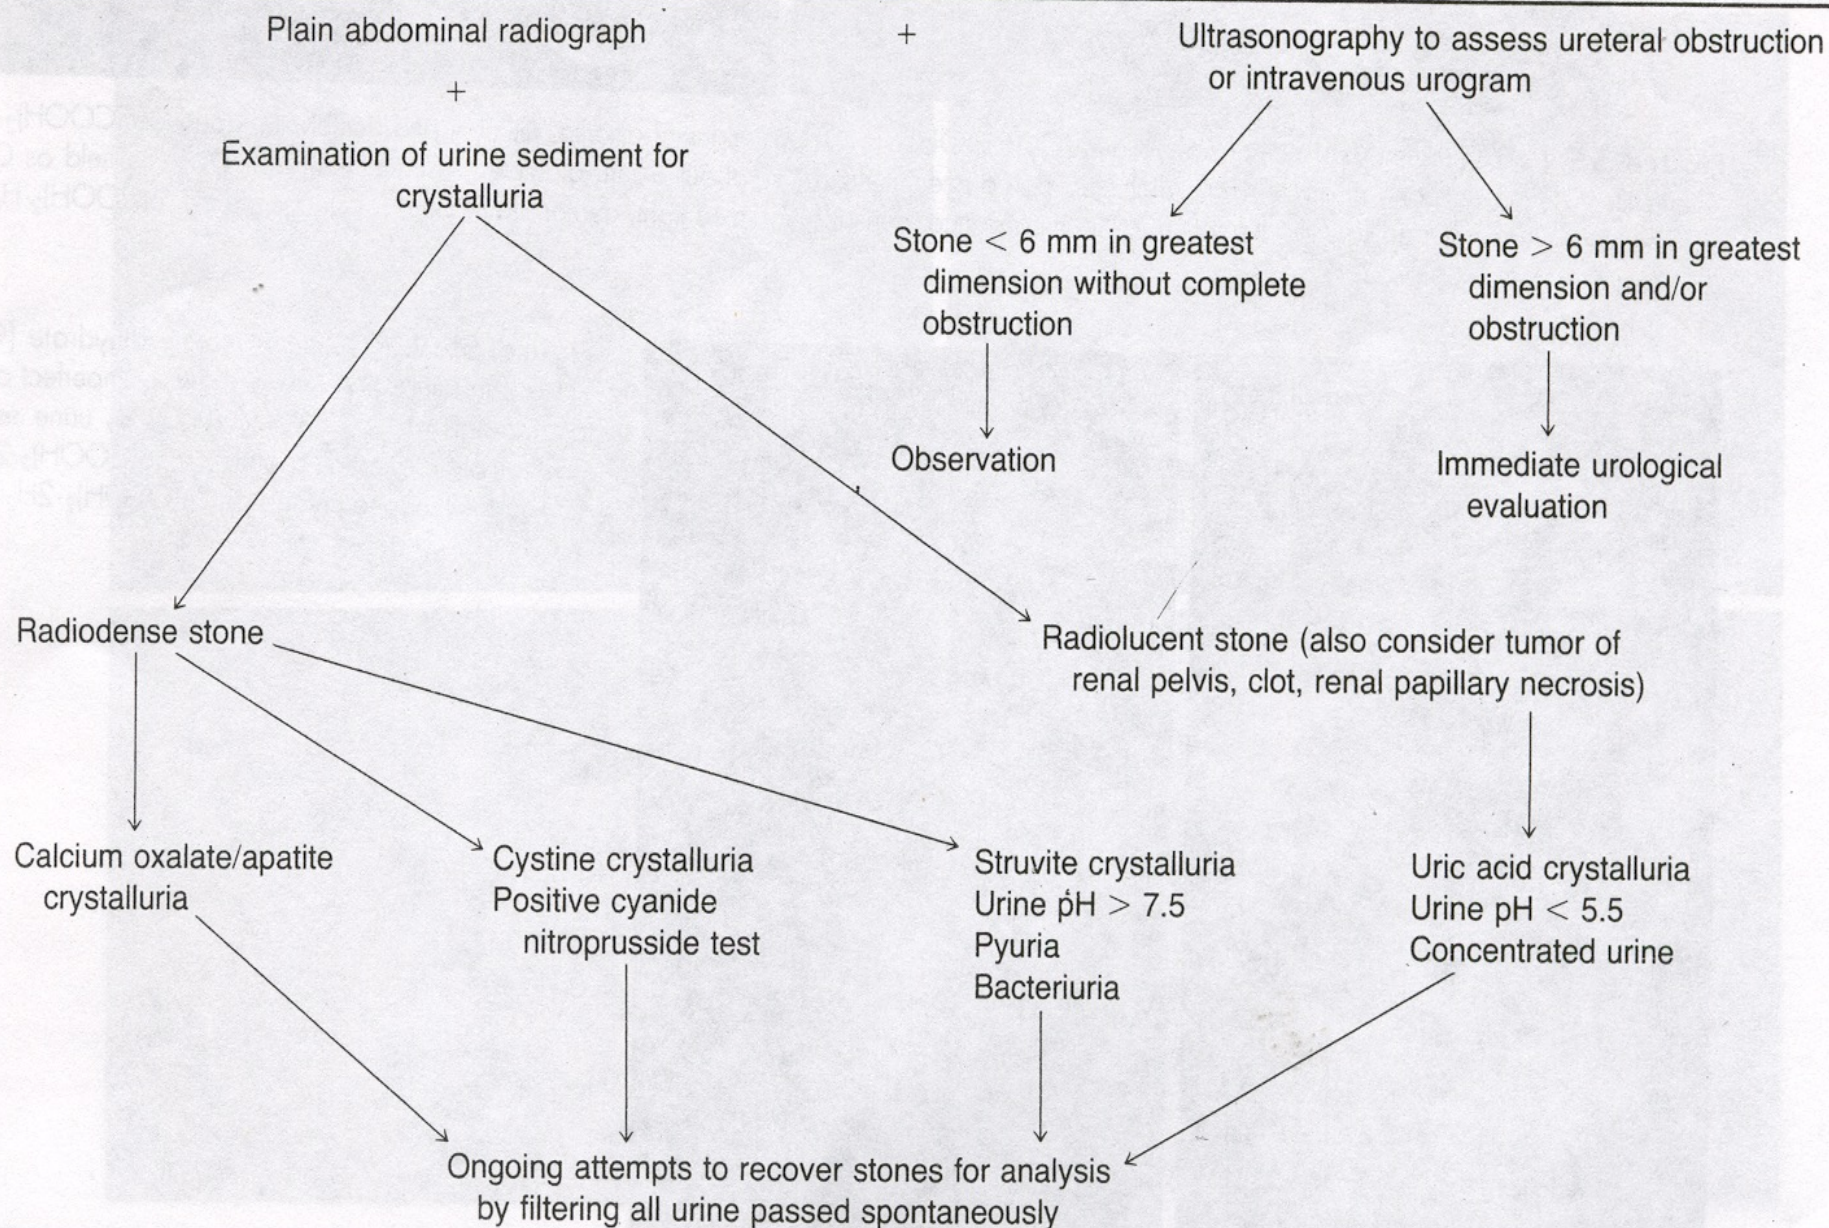 Plain abdominal radiograph
+
Ultrasonography to assess ureteral obstruction
or intravenous urogram
+
Examination of urine sediment for
crystalluria
Stone < 6 mm in greatest
dimension without complete
obstruction
Stone > 6 mm in greatest
dimension and/or
obstruction
Observation
Immediate urological
evaluation
Radiodense stone
Radiolucent stone (also consider tumor of
renal pelvis, clot, renal papillary necrosis)
Calcium oxalate/apatite
crystalluria
Cystine crystalluria
Positive cyanide
nitroprusside test
Struvite crystalluria
Urine pH > 7.5
Pyuria
Bacteriuria
Uric acid crystalluria
Urine pH < 5.5
Concentrated urine
Ongoing attempts to recover stones for analysis
by filtering all urine passed spontaneously